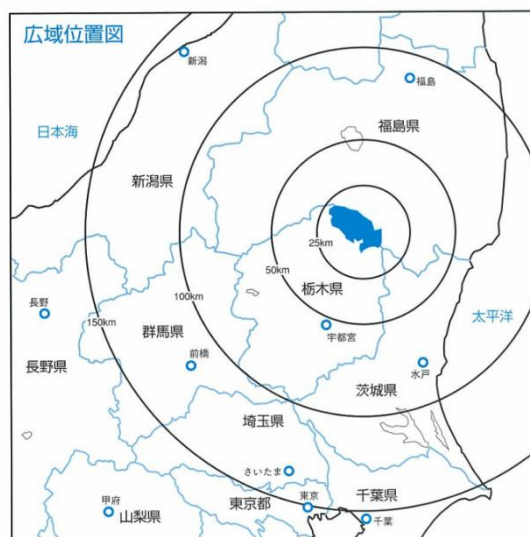 広域位置図
新潟
福島
日本海
福島県
新潟県
25km
50km
栃木県
100km
長野
150km
太平洋
群馬県
宇都宮
長野県
前橋
水戸
茨城県
埼玉県
さいたま
東京都
東京
千葉県
甲府
山梨県
千葉